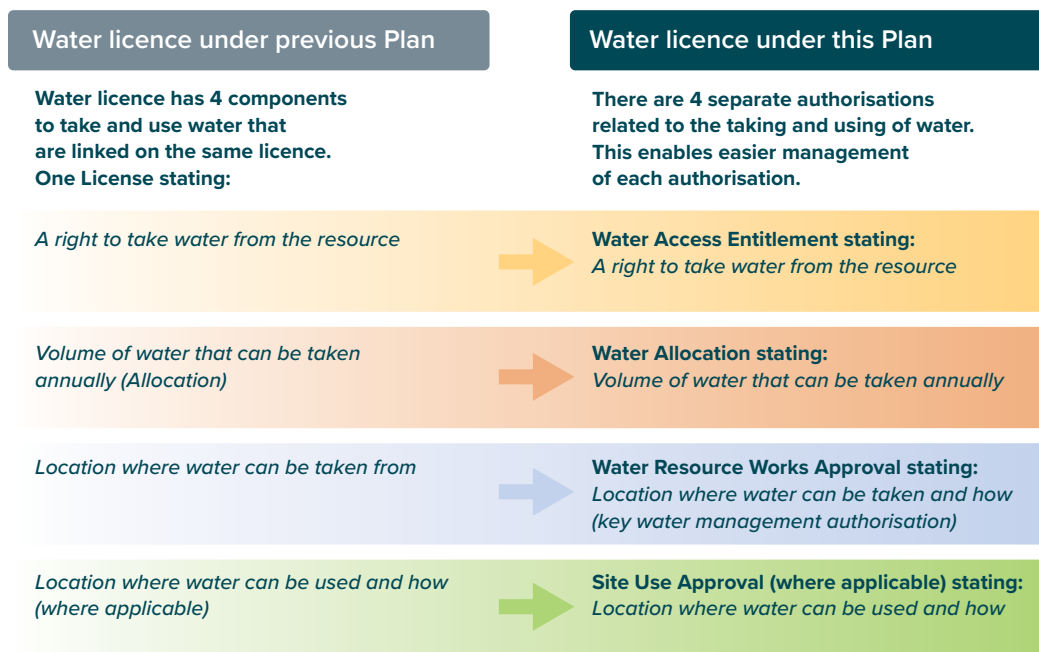 Water licence under previous Plan
Water licence under this Plan
Water licence has 4 components
to take and use water that
are linked on the same licence.
One License stating:
There are 4 separate authorisations
related to the taking and using of water.
This enables easier management
of each authorisation.
A right to take water from the resource
Water Access Entitlement stating:
A right to take water from the resource
Volume of water that can be taken
annually (Allocation)
Water Allocation stating:
Volume of water that can be taken annually
Location where water can be taken from
Water Resource Works Approval stating:
Location where water can be taken and how
(key water management authorisation)
Location where water can be used and how
(where applicable)
Site Use Approval (where applicable) stating:
Location where water can be used and how